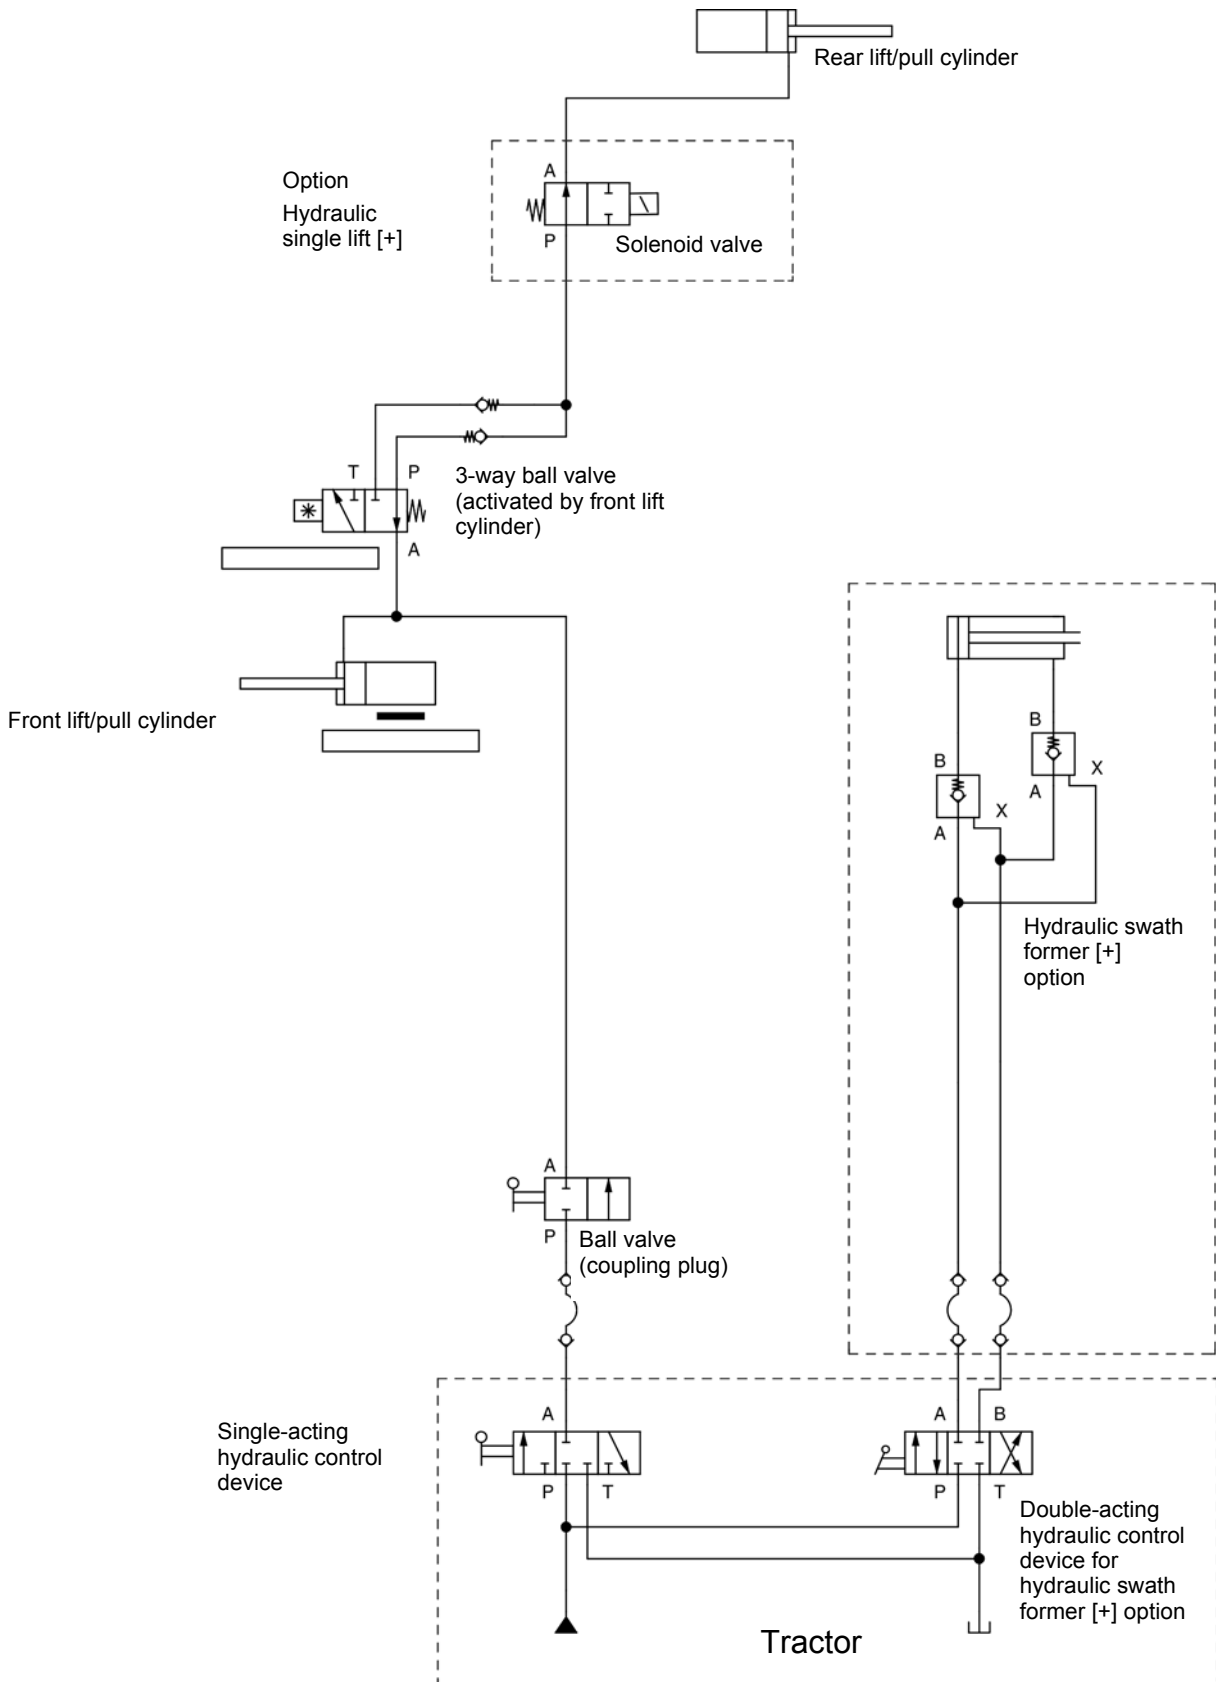 Rear lift/pull cylinder
A
Option
Hydraulic
single lift [+]
P
Solenoid valve
T
P
3-way ball valve
(activated by front lift
cylinder)
A
Front lift/pull cylinder
B
B
X
A
X
A
Hydraulic swath
former [+]
option
A
P
Ball valve
(coupling plug)
A
A
B
Single-acting
hydraulic control
device
P
T
P
T
Double-acting
hydraulic control
device for
hydraulic swath
former [+] option
Tractor